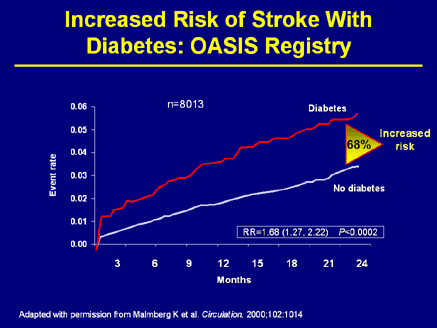 Increased Risk of Stroke With
Diabetes: OASIS Registry
n=8013
Event rate
0.06
0.05
0.04
0.03
0.02
0.01
0.00
Diabetes
68%
Increased
risk
No diabetes
RR=1.68 (1.27, 2.22) P<0.0002
3 6 9 12 15 18 21 24
Months
Adapted with permission from Malmberg K et al. Circulation. 2000;102:1014